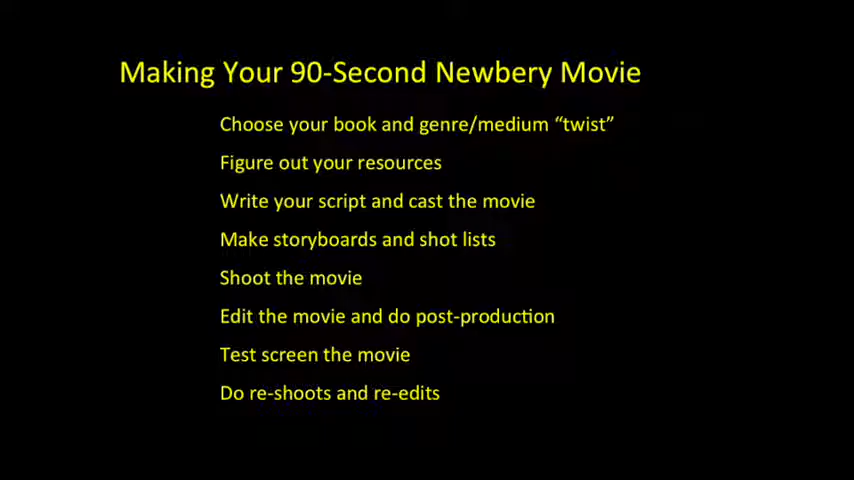 Making Your 90-Second Newbery Movie
Choose your book and genre/medium “twist”
Figure out your resources
Write your script and cast the movie
Make storyboards and shot lists
Shoot the movie
Edit the movie and do post-production
Test screen the movie
Do re-shoots and re-edits